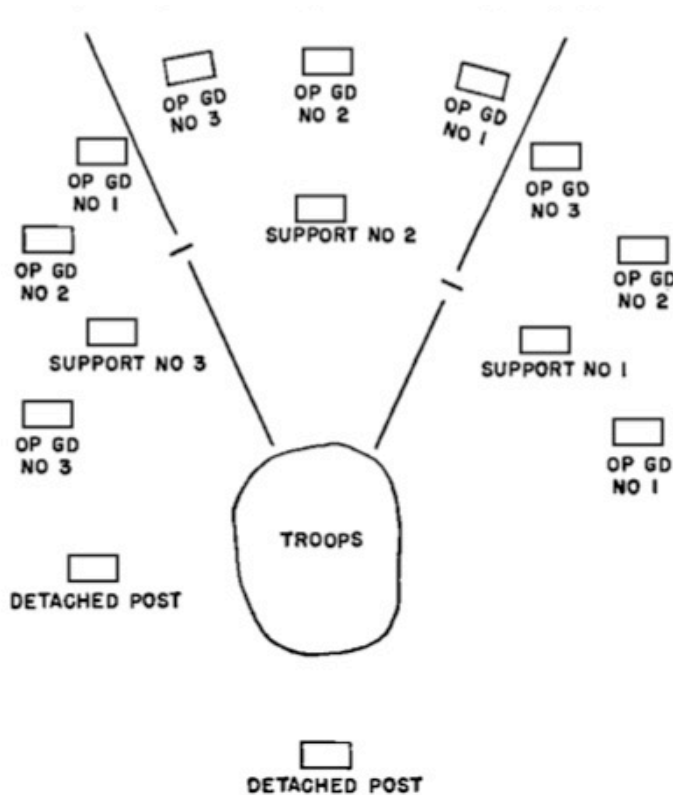 OP GD
NO 3
OP GD
NO 2
OP GD
NO 1
OP GD
NO 1
OP GD
NO 3
SUPPORT NO 2
OP GD
NO 2
OP GD
NO 2
SUPPORT NO 3
SUPPORT NO 1
OP GD
NO 3
OP GD
NO 1
TROOPS
DETACHED POST
DETACHED POST